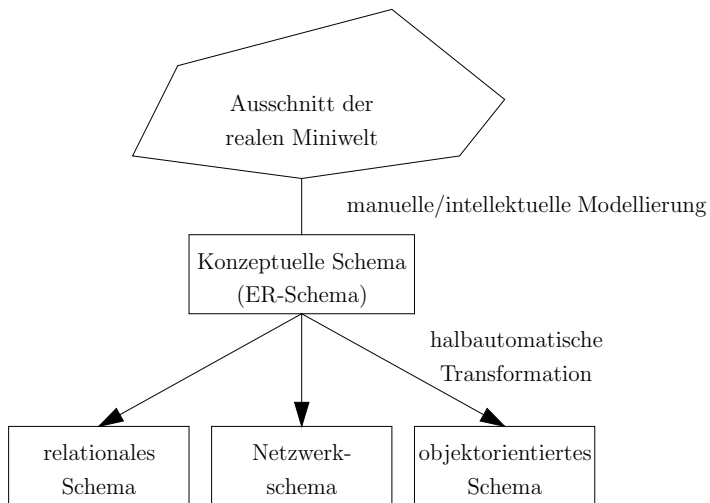 Ausschnitt der
realen Miniwelt
manuelle/intellektuelle Modellierung
Konzeptuelle Schema
(ER-Schema)
halbautomatische
Transformation
relationales
Schema
Netzwerk-
schema
objektorientiertes
Schema